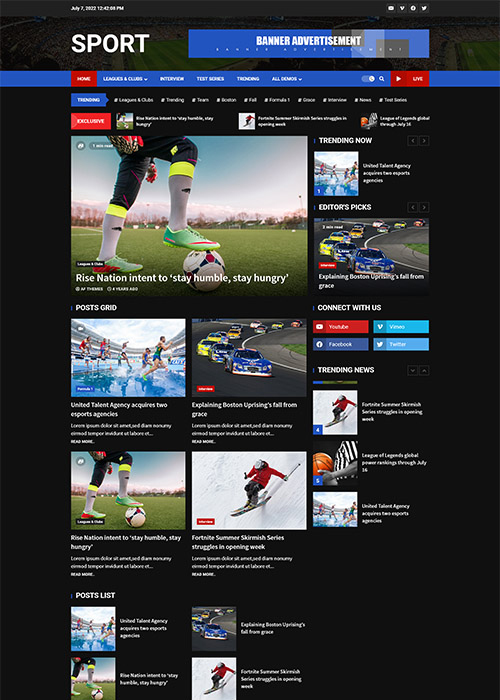 July 7, 2022 12:42:08 PM
SPORT
BANNER ADVERTISEMENT
BANNER ADVERTISEMENT
HOME LEAGUES & CLUBS INTERVIEW TEST SERIES TRENDING ALL DEMOS LIVE
TRENDING # Leagues & Clubs # Trending # Team # Boston # Fall # Formula 1 # Grace # Interview # News # Test Series
EXCLUSIVE
Rise Nation intent to 'stay humble, stay
hungry'
Fortnite Summer Skirmish Series struggles in
opening week
League of Legends global
through July 16
1 min read
Leagues & Clubs
Rise Nation intent to ‘stay humble, stay hungry’
AF THEMES 4 YEARS AGO
TRENDING NOW
1
United Talent Agency
acquires two esports
agencies
EDITOR'S PICKS
2 min read
Interview
Explaining Boston Uprising's fall from
grace
POSTS GRID
Formula 1
United Talent Agency acquires two
esports agencies
Lorem ipsum dolor sit amet,sed diam nonumy
eirmod tempor invidunt ut labore et...
READ MORE..
Interview
Explaining Boston Uprising's fall from
grace
Lorem ipsum dolor sit amet,sed diam nonumy
eirmod tempor invidunt ut labore et...
READ MORE..
Leagues & Clubs
Rise Nation intent to ‘stay humble, stay
hungry’
Lorem ipsum dolor sit amet,sed diam nonumy
eirmod tempor invidunt ut labore et...
READ MORE..
Interview
Fortnite Summer Skirmish Series
struggles in opening week
Lorem ipsum dolor sit amet,sed diam nonumy
eirmod tempor invidunt ut labore et...
READ MORE..
CONNECT WITH US
Youtube
Vimeo
Facebook
Twitter
TRENDING NEWS
4
Fortnite Summer Skirmish
Series struggles in opening
week
5
League of Legends global
power rankings through July
16
United Talent Agency
acquires two esports
agencies
POSTS LIST
United Talent Agency
acquires two esports
agencies
Explaining Boston Uprising's
fall from grace
Rise Nation intent to ‘stay
humble, stay hungry’
Fortnite Summer Skirmish
Series struggles in opening
week